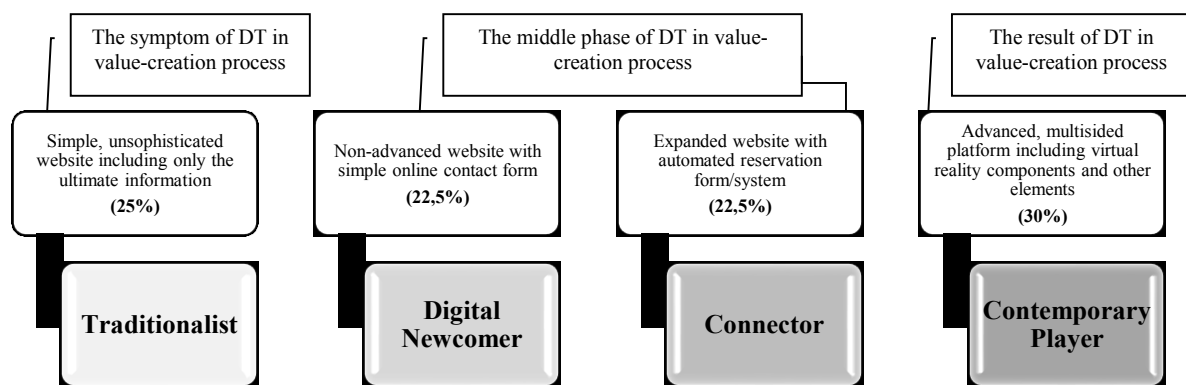 The symptom of DT in
value-creation process
The middle phase of DT in value-
creation process
The result of DT in
value-creation process
Simple, unsophisticated
website including only the
ultimate information
(25%)
Non-advanced website with
simple online contact form
(22,5%)
Expanded website with
automated reservation
form/system
(22,5%)
Advanced, multisided
platform including virtual
reality components and other
elements
(30%)
Traditionalist
Digital
Newcomer
Connector
Contemporary
Player